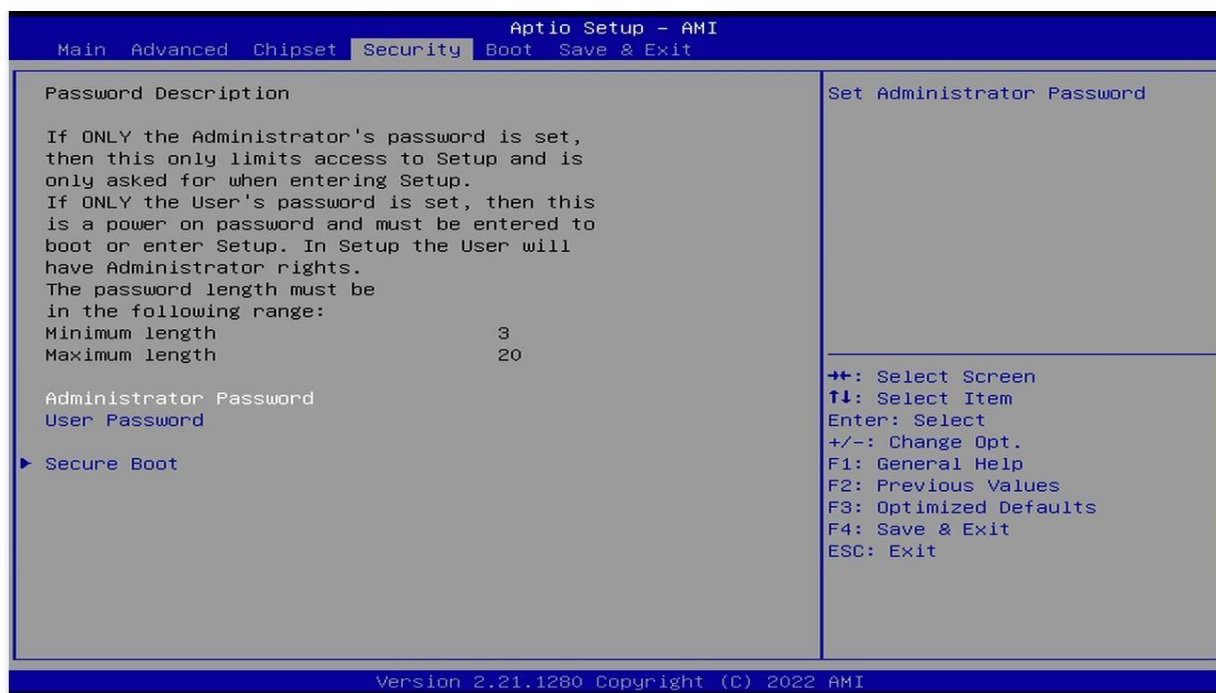 Aptio Setup – AMI
Main Advanced Chipset Security Boot Save & Exit
Password Description
If ONLY the Administrator's password is set,
then this only limits access to Setup and is
only asked for when entering Setup.
If ONLY the User's password is set, then this
is a power on password and must be entered to
boot or enter Setup. In Setup the User will
have Administrator rights.
The password length must be
in the following range:
Minimum length 3
Maximum length 20
Administrator Password
User Password
► Secure Boot
Set Administrator Password
→←: Select Screen
↑↓: Select Item
Enter: Select
+/-: Change Opt.
F1: General Help
F2: Previous Values
F3: Optimized Defaults
F4: Save & Exit
ESC: Exit
Version 2.21.1280 Copyright (C) 2022 AMI